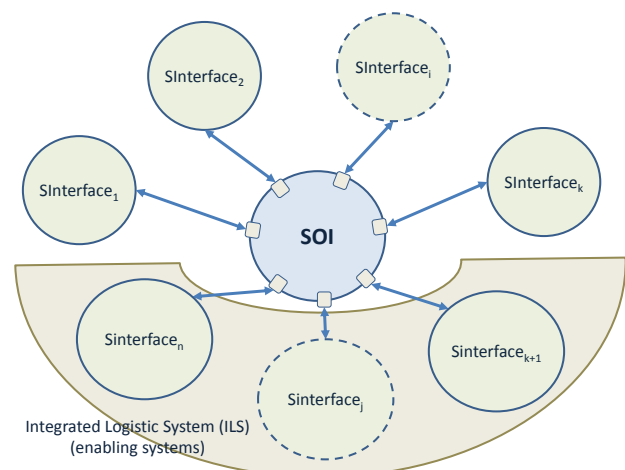 SInterface₂
SInterfaceᵢ
SInterface₁
SInterfaceₖ
SOI
Sinterfaceₙ
Sinterfaceₖ₊₁
Sinterfaceⱼ
Integrated Logistic System (ILS)
(enabling systems)